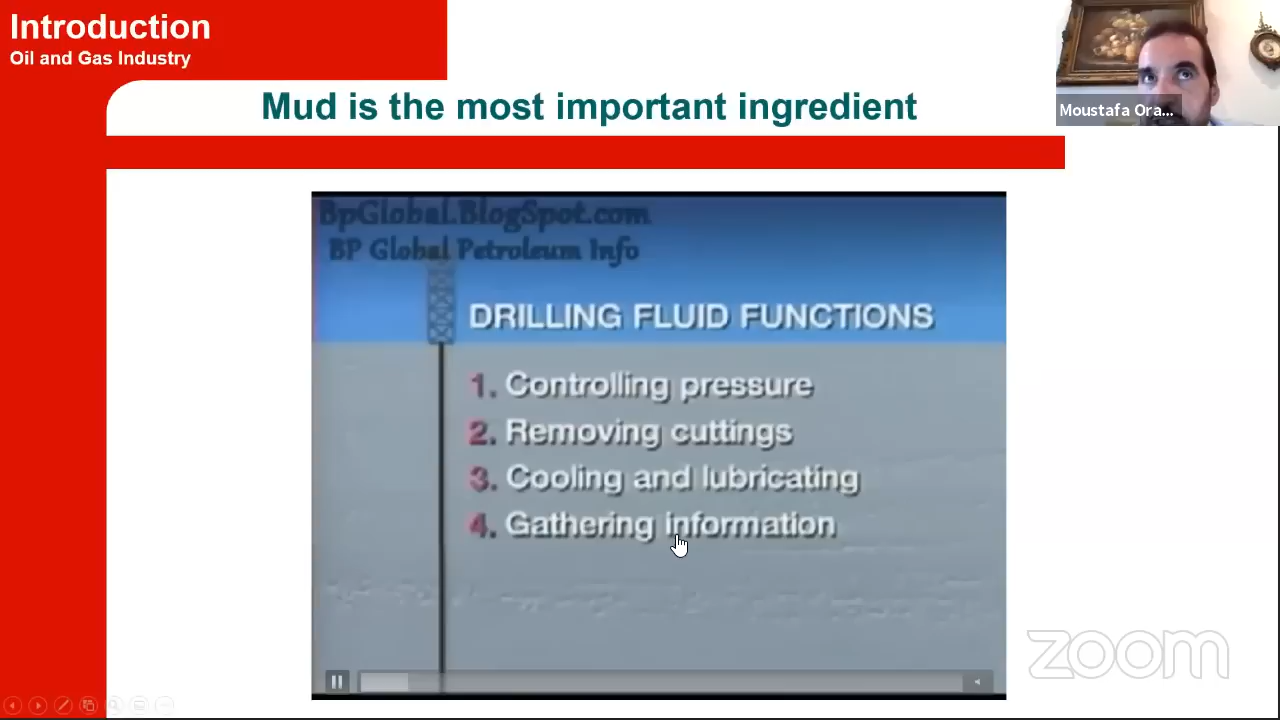 Introduction
Oil and Gas Industry
Mud is the most important ingredient
Moustafa Ora...
BpGlobal.BlogSpot.com
BP Global Petroleum Info
DRILLING FLUID FUNCTIONS
1. Controlling pressure
2. Removing cuttings
3. Cooling and lubricating
4. Gathering information
zoom